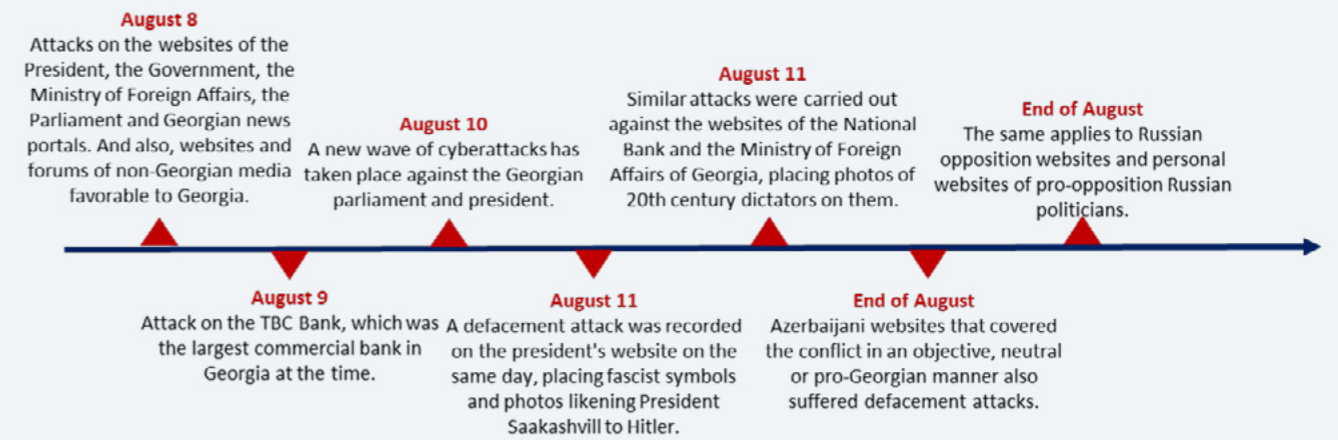 August 8
Attacks on the websites of the
President, the Government, the
Ministry of Foreign Affairs, the
Parliament and Georgian news
portals. And also, websites and
forums of non-Georgian media
favorable to Georgia.
August 9
Attack on the TBC Bank, which was
the largest commercial bank in
Georgia at the time.
August 10
A new wave of cyberattacks has
taken place against the Georgian
parliament and president.
August 11
A defacement attack was recorded
on the president's website on the
same day, placing fascist symbols
and photos likening President
Saakashvill to Hitler.
August 11
Similar attacks were carried out
against the websites of the National
Bank and the Ministry of Foreign
Affairs of Georgia, placing photos of
20th century dictators on them.
End of August
Azerbaijani websites that covered
the conflict in an objective, neutral
or pro-Georgian manner also
suffered defacement attacks.
End of August
The same applies to Russian
opposition websites and personal
websites of pro-opposition Russian
politicians.